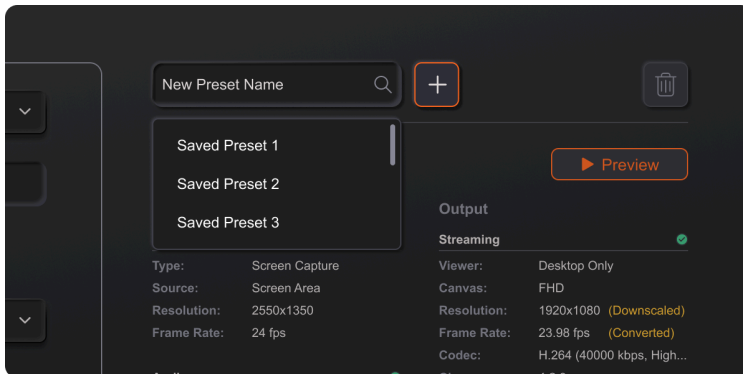 New Preset Name
Saved Preset 1
Saved Preset 2
Saved Preset 3
Preview
Type: Screen Capture
Source: Screen Area
Resolution: 2550x1350
Frame Rate: 24 fps
Output
Streaming
Viewer: Desktop Only
Canvas: FHD
Resolution: 1920x1080 (Downscaled)
Frame Rate: 23.98 fps (Converted)
Codec: H.264 (40000 kbps, High...